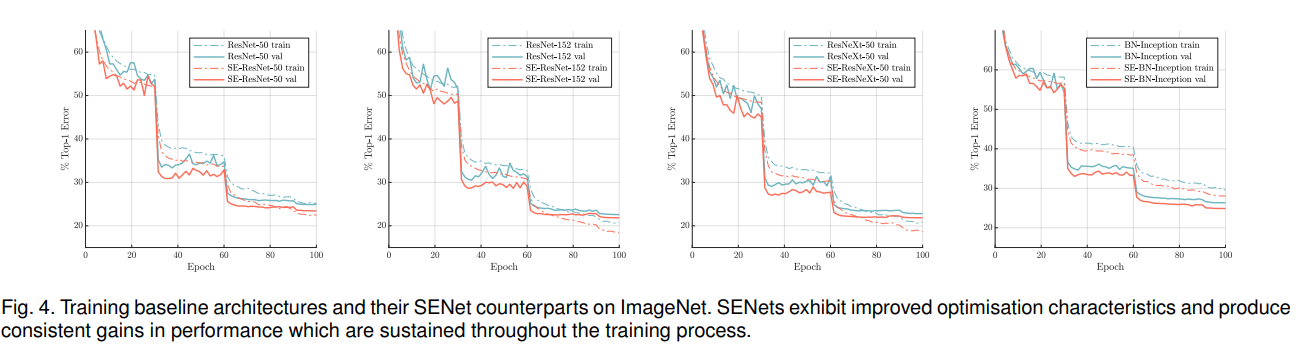 60
50
40
30
20
% Top-1 Error
0 20 40 60 80 100
Epoch
ResNet-50 train
ResNet-50 val
SE-ResNet-50 train
SE-ResNet-50 val
60
50
40
30
20
% Top-1 Error
0 20 40 60 80 100
Epoch
ResNet-152 train
ResNet-152 val
SE-ResNet-152 train
SE-ResNet-152 val
60
50
40
30
20
% Top-1 Error
0 20 40 60 80 100
Epoch
ResNeXt-50 train
ResNeXt-50 val
SE-ResNeXt-50 train
SE-ResNeXt-50 val
60
50
40
30
20
% Top-1 Error
0 20 40 60 80 100
Epoch
BN-Inception train
BN-Inception val
SE-BN-Inception train
SE-BN-Inception val
Fig. 4. Training baseline architectures and their SENet counterparts on ImageNet. SENets exhibit improved optimisation characteristics and produce
consistent gains in performance which are sustained throughout the training process.